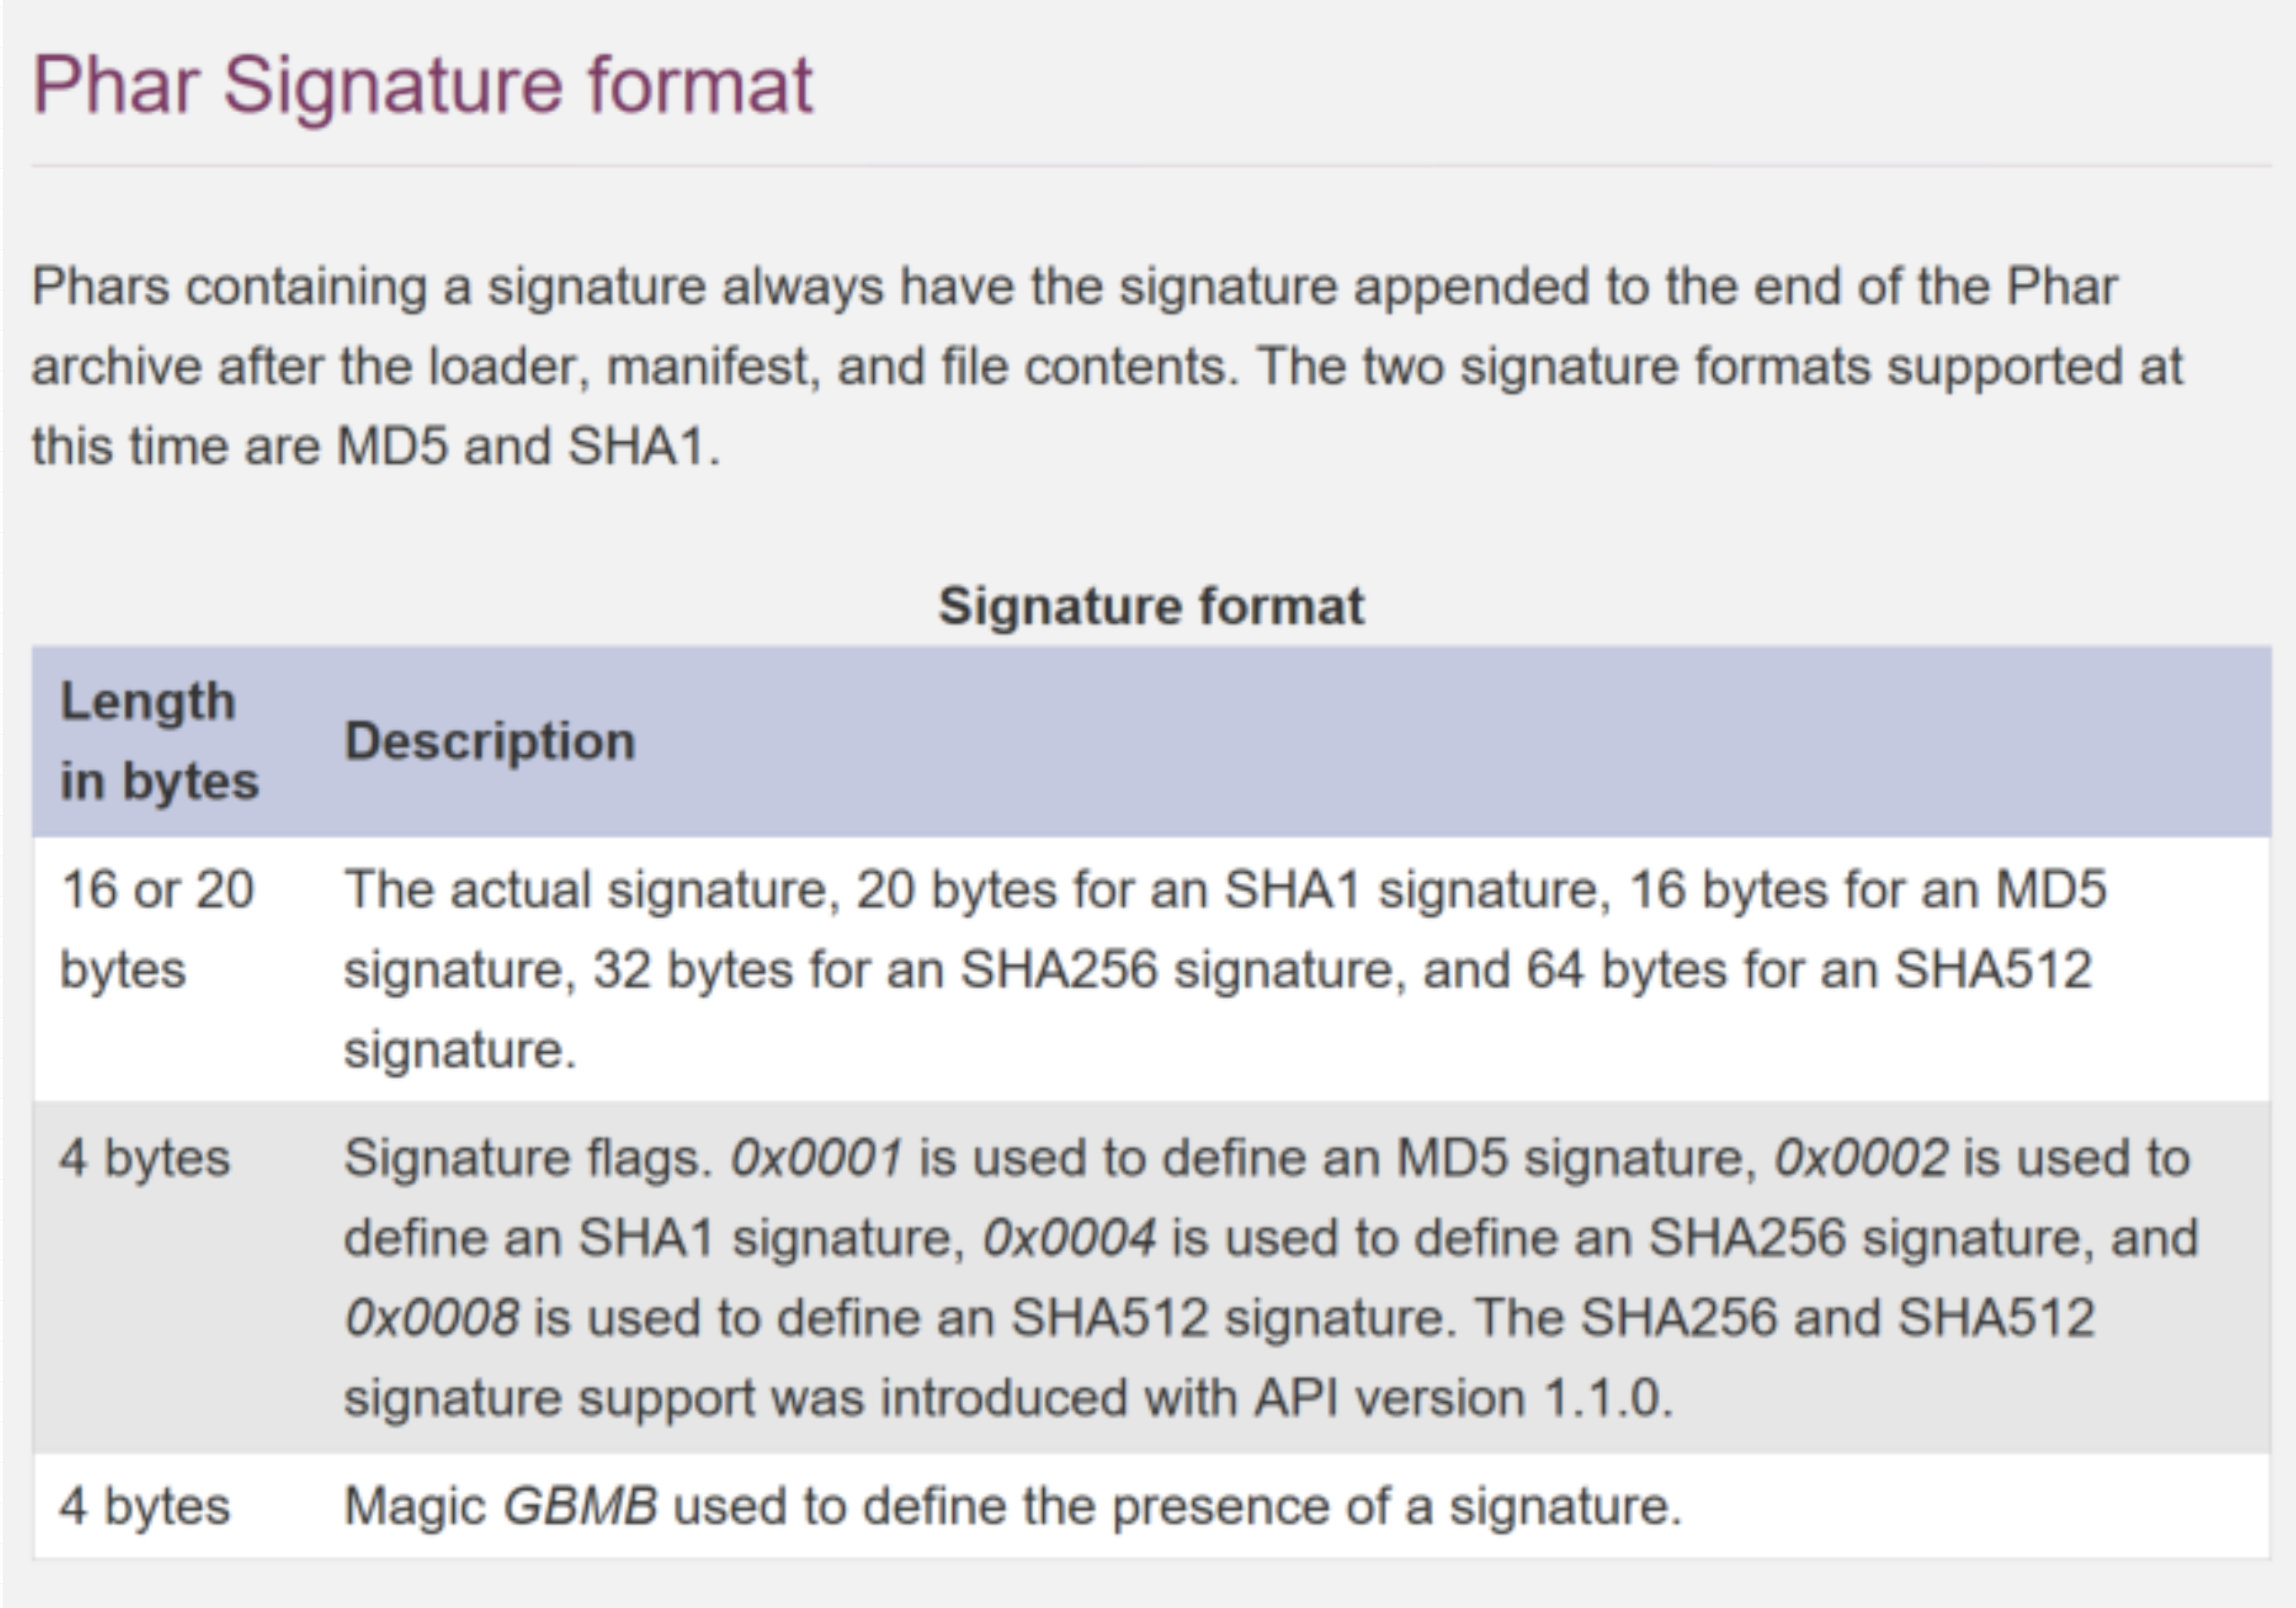 Phar Signature format
Phars containing a signature always have the signature appended to the end of the Phar
archive after the loader, manifest, and file contents. The two signature formats supported at
this time are MD5 and SHA1.
Signature format
Length
in bytes
Description
16 or 20
bytes
The actual signature, 20 bytes for an SHA1 signature, 16 bytes for an MD5
signature, 32 bytes for an SHA256 signature, and 64 bytes for an SHA512
signature.
4 bytes
Signature flags. 0x0001 is used to define an MD5 signature, 0x0002 is used to
define an SHA1 signature, 0x0004 is used to define an SHA256 signature, and
0x0008 is used to define an SHA512 signature. The SHA256 and SHA512
signature support was introduced with API version 1.1.0.
4 bytes
Magic GBMB used to define the presence of a signature.